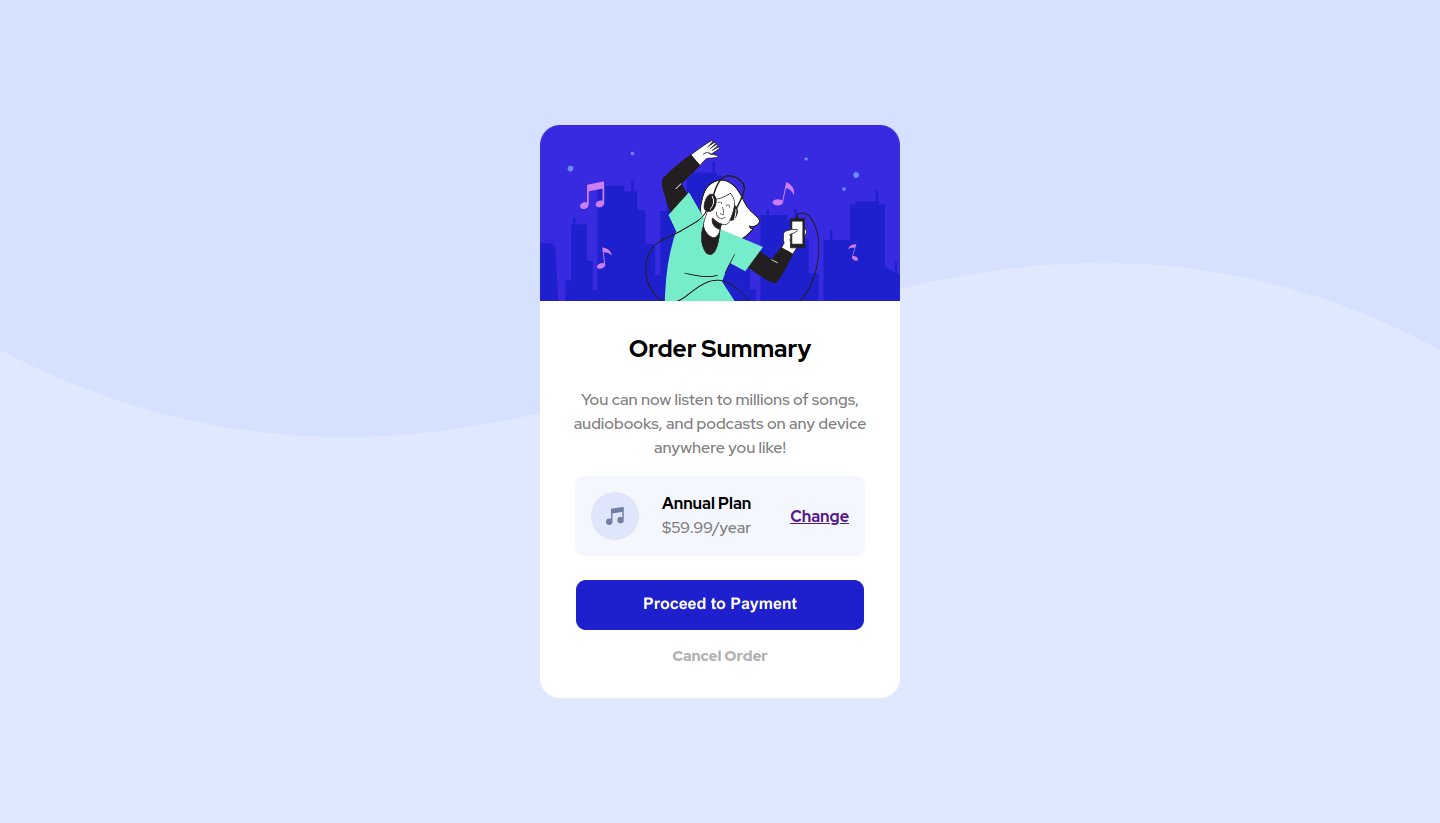 Order Summary
You can now listen to millions of songs,
audiobooks, and podcasts on any device
anywhere you like!
Annual Plan
$59.99/year
Change
Proceed to Payment
Cancel Order